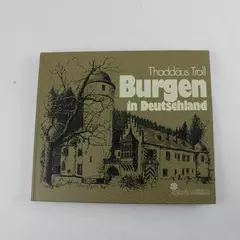 Thaddäus Troll
Burgen
in Deutschland